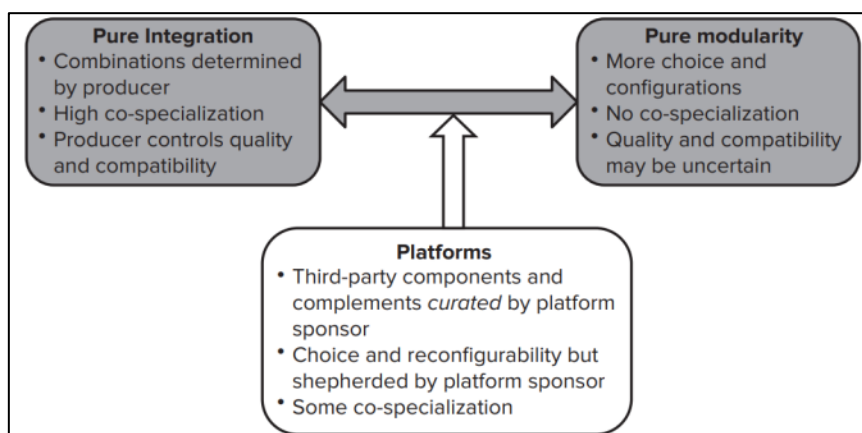 Pure Integration
• Combinations determined
by producer
• High co-specialization
• Producer controls quality
and compatibility
Pure modularity
• More choice and
configurations
• No co-specialization
• Quality and compatibility
may be uncertain
Platforms
• Third-party components and
complements curated by platform
sponsor
• Choice and reconfigurability but
shepherded by platform sponsor
• Some co-specialization